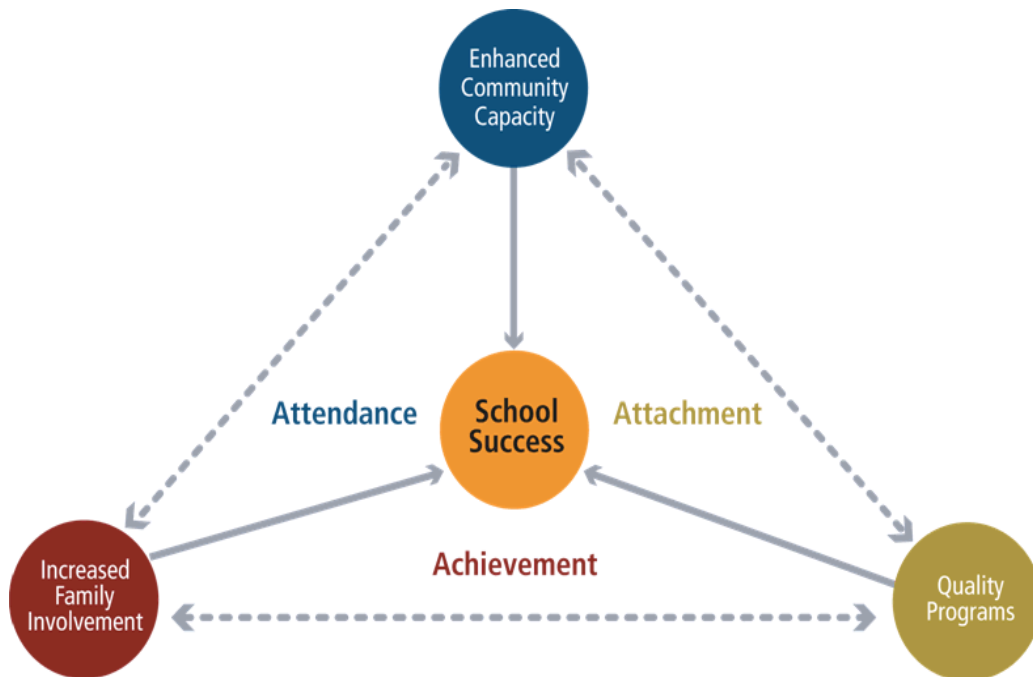 Enhanced
Community
Capacity
Attendance
School
Success
Attachment
Achievement
Increased
Family
Involvement
Quality
Programs